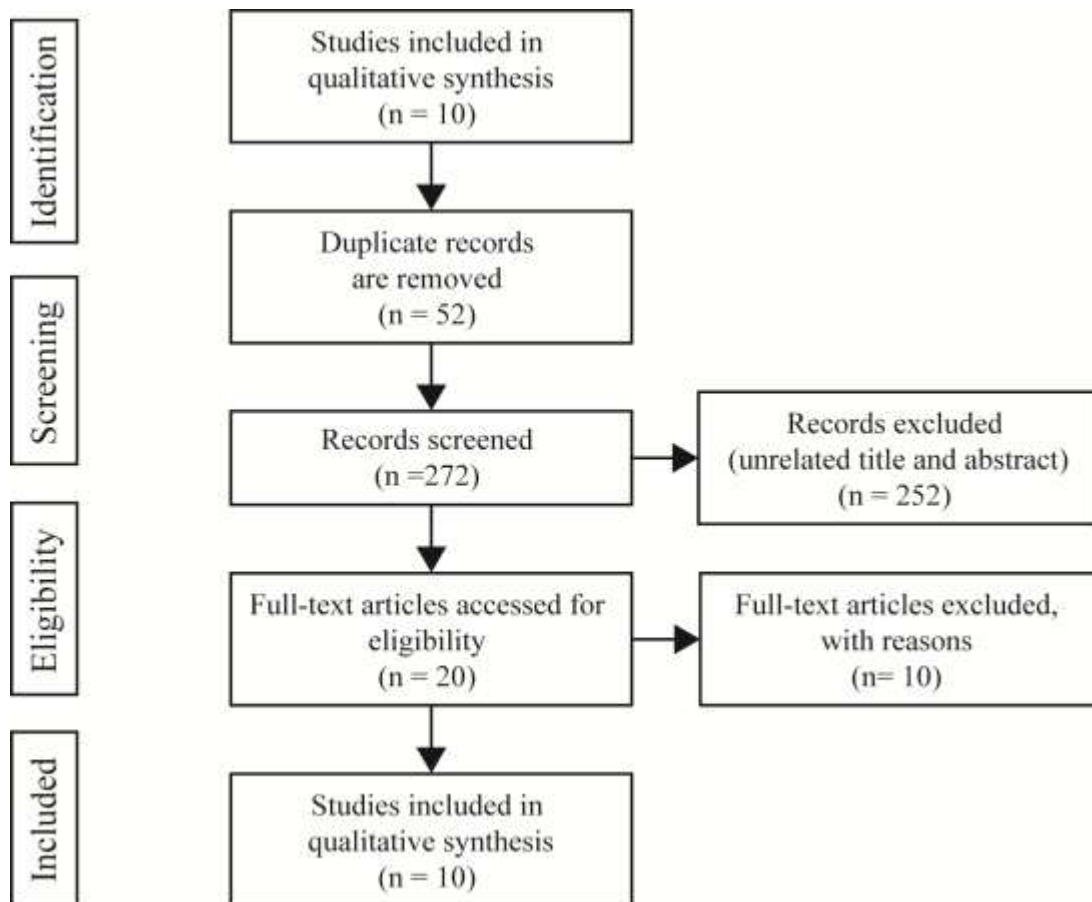 Identification
Studies included in
qualitative synthesis
(n = 10)
Duplicate records
are removed
(n = 52)
Screening
Records screened
(n =272)
Records excluded
(unrelated title and abstract)
(n = 252)
Eligibility
Full-text articles accessed for
eligibility
(n = 20)
Full-text articles excluded,
with reasons
(n= 10)
Included
Studies included in
qualitative synthesis
(n = 10)